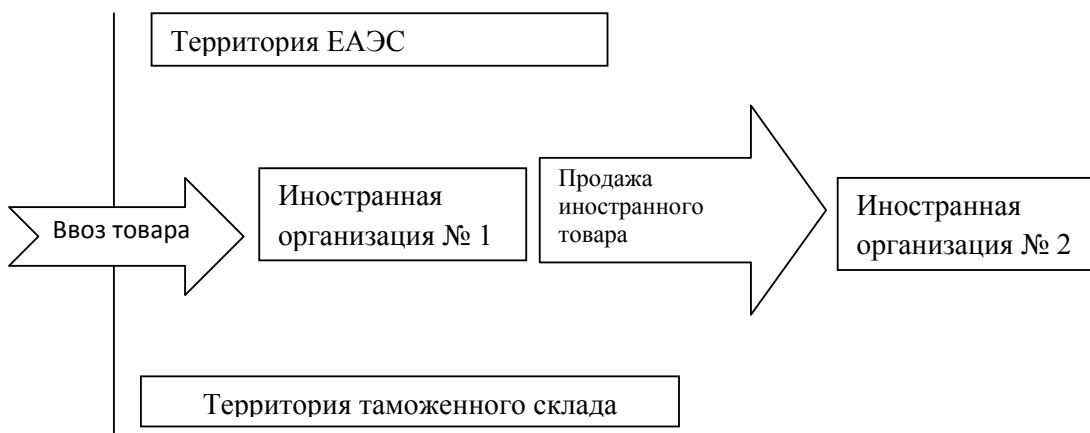 Территория ЕАЭС
Ввоз товара
Иностранная
организация № 1
Продажа
иностранного
товара
Иностранная
организация № 2
Территория таможенного склада